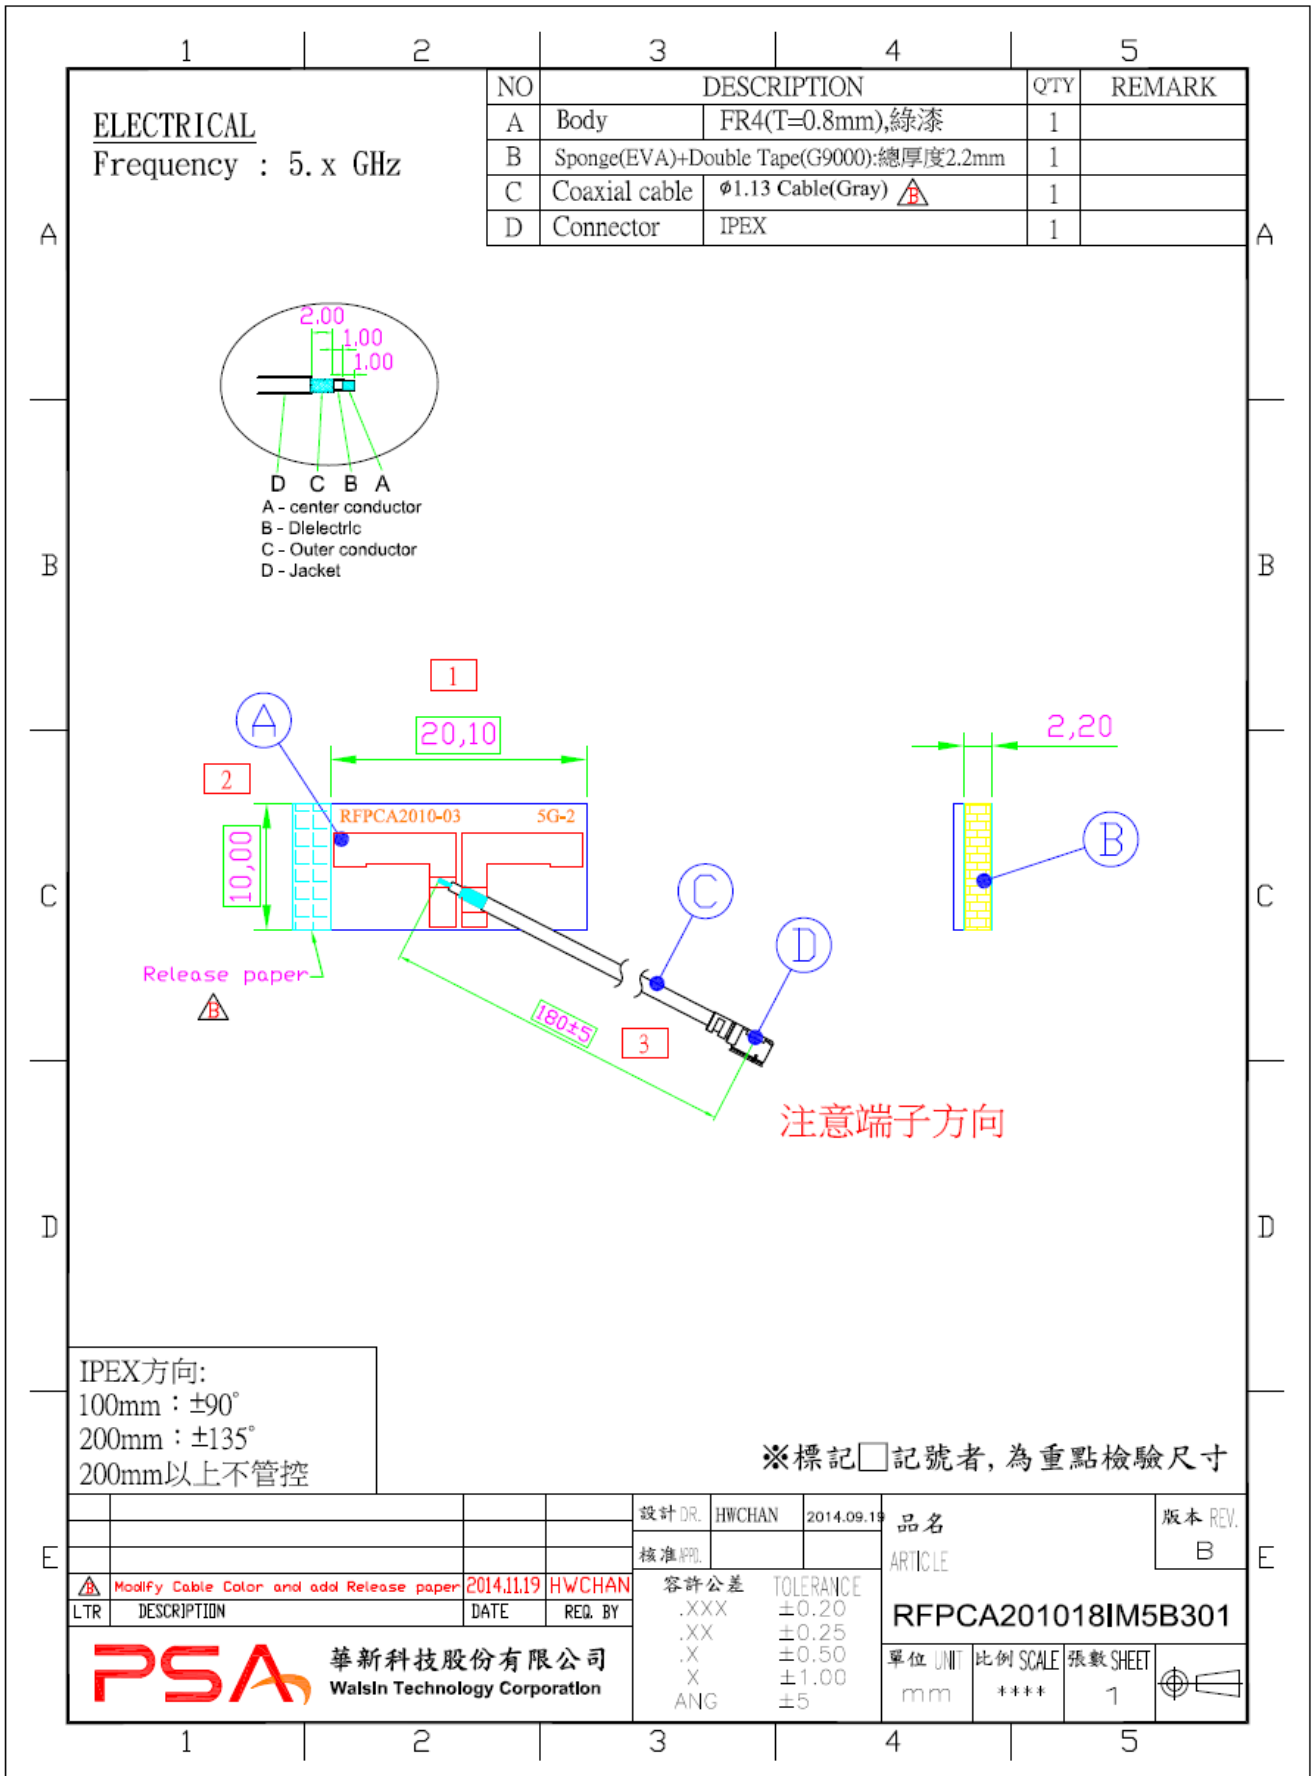 1 2 3 4 5
NO DESCRIPTION Q'TY REMARK
A Body FR4(T=0.8mm),綠漆 1
B Sponge(EVA)+Double Tape(G9000):總厚度2.2mm 1
C Coaxial cable ϕ1.13 Cable(Gray) B 1
D Connector IPEX 1
ELECTRICAL
Frequency : 5.x GHz
A A
2.00
1.00
1.00
D C B A
A - center conductor
B - Dielectric
C - Outer conductor
D - Jacket
B B
1
A
20,10
2,20
2
RFPCA2010-03 5G-2
10,00
B
C
C C
D
Release paper
B
180±5
3
注意端子方向
D D
IPEX方向:
100mm：±90°
200mm：±135°
200mm以上不管控
※標記□記號者,為重點檢驗尺寸
E E
B Modify Cable Color and add Release paper 2014.11.19 HWCHAN
LTR DESCRIPTION DATE REQ. BY
設計DR. HWCHAN 2014.09.19
核准APPD.
品名
ARTICLE
版本 REV.
B
RFPCA201018IM5B301
容許公差 TOLERANCE
.XXX ±0.20
.XX ±0.25
.X ±0.50
X ±1.00
ANG ±5
單位 UNIT 比例 SCALE 張數 SHEET
mm **** 1
PSA
華新科技股份有限公司
Walsin Technology Corporation
1 2 3 4 5